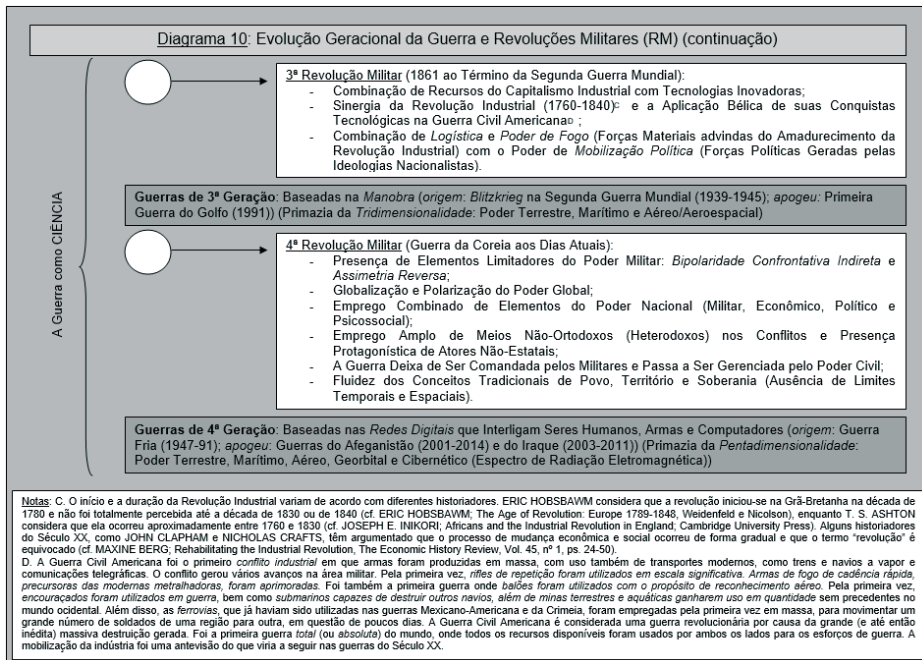 Diagrama 10: Evolução Geracional da Guerra e Revoluções Militares (RM) (continuação)
A Guerra como CIÊNCIA
3ª Revolução Militar (1861 ao Término da Segunda Guerra Mundial):
- Combinação de Recursos do Capitalismo Industrial com Tecnologias Inovadoras;
- Sinergia da Revolução Industrial (1760-1840)C e a Aplicação Bélica de suas Conquistas
Tecnológicas na Guerra Civil AmericanaD ;
- Combinação de Logística e Poder de Fogo (Forças Materiais advindas do Amadurecimento da
Revolução Industrial) com o Poder de Mobilização Política (Forças Políticas Geradas pelas
Ideologias Nacionalistas).
Guerras de 3ª Geração: Baseadas na Manobra (origem: Blitzkrieg na Segunda Guerra Mundial (1939-1945); apogeu: Primeira
Guerra do Golfo (1991)) (Primazia da Tridimensionalidade: Poder Terrestre, Marítimo e Aéreo/Aeroespacial)
4ª Revolução Militar (Guerra da Coreia aos Dias Atuais):
- Presença de Elementos Limitadores do Poder Militar: Bipolaridade Confrontativa Indireta e
Assimetria Reversa;
- Globalização e Polarização do Poder Global;
- Emprego Combinado de Elementos do Poder Nacional (Militar, Econômico, Político e
Psicossocial);
- Emprego Amplo de Meios Não-Ortodoxos (Heterodoxos) nos Conflitos e Presença
Protagonística de Atores Não-Estatais;
- A Guerra Deixa de Ser Comandada pelos Militares e Passa a Ser Gerenciada pelo Poder Civil;
- Fluidez dos Conceitos Tradicionais de Povo, Território e Soberania (Ausência de Limites
Temporais e Espaciais).
Guerras de 4ª Geração: Baseadas nas Redes Digitais que Interligam Seres Humanos, Armas e Computadores (origem: Guerra
Fria (1947-91); apogeu: Guerras do Afeganistão (2001-2014) e do Iraque (2003-2011)) (Primazia da Pentadimensionalidade:
Poder Terrestre, Marítimo, Aéreo, Georbital e Cibernético (Espectro de Radiação Eletromagnética))
Notas: C. O início e a duração da Revolução Industrial variam de acordo com diferentes historiadores. ERIC HOBSBAWM considera que a revolução iniciou-se na Grã-Bretanha na década de
1780 e não foi totalmente percebida até a década de 1830 ou de 1840 (cf. ERIC HOBSBAWM; The Age of Revolution: Europe 1789-1848, Weidenfeld e Nicolson), enquanto T. S. ASHTON
considera que ela ocorreu aproximadamente entre 1760 e 1830 (cf. JOSEPH E. INIKORI; Africans and the Industrial Revolution in England; Cambridge University Press). Alguns historiadores
do Século XX, como JOHN CLAPHAM e NICHOLAS CRAFTS, têm argumentado que o processo de mudança econômica e social ocorreu de forma gradual e que o termo “revolução” é
equivocado (cf. MAXINE BERG; Rehabilitating the Industrial Revolution, The Economic History Review, Vol. 45, nº 1, ps. 24-50).
D. A Guerra Civil Americana foi o primeiro conflito industrial em que armas foram produzidas em massa, com uso também de transportes modernos, como trens e navios a vapor e
comunicações telegráficas. O conflito gerou vários avanços na área militar. Pela primeira vez, rifles de repetição foram utilizados em escala significativa. Armas de fogo de cadência rápida,
precursoras das modernas metralhadoras, foram aprimoradas. Foi também a primeira guerra onde balões foram utilizados com o propósito de reconhecimento aéreo. Pela primeira vez,
encouraçados foram utilizados em guerra, bem como submarinos capazes de destruir outros navios, além de minas terrestres e aquáticas ganharem uso em quantidade sem precedentes no
mundo ocidental. Além disso, as ferrovias, que já haviam sido utilizadas nas guerras Mexicano-Americana e da Crimeia, foram empregadas pela primeira vez em massa, para movimentar um
grande número de soldados de uma região para outra, em questão de poucos dias. A Guerra Civil Americana é considerada uma guerra revolucionária por causa da grande (e até então
inédita) massiva destruição gerada. Foi a primeira guerra total (ou absoluta) do mundo, onde todos os recursos disponíveis foram usados por ambos os lados para os esforços de guerra. A
mobilização da indústria foi uma antevisão do que viria a seguir nas guerras do Século XX.